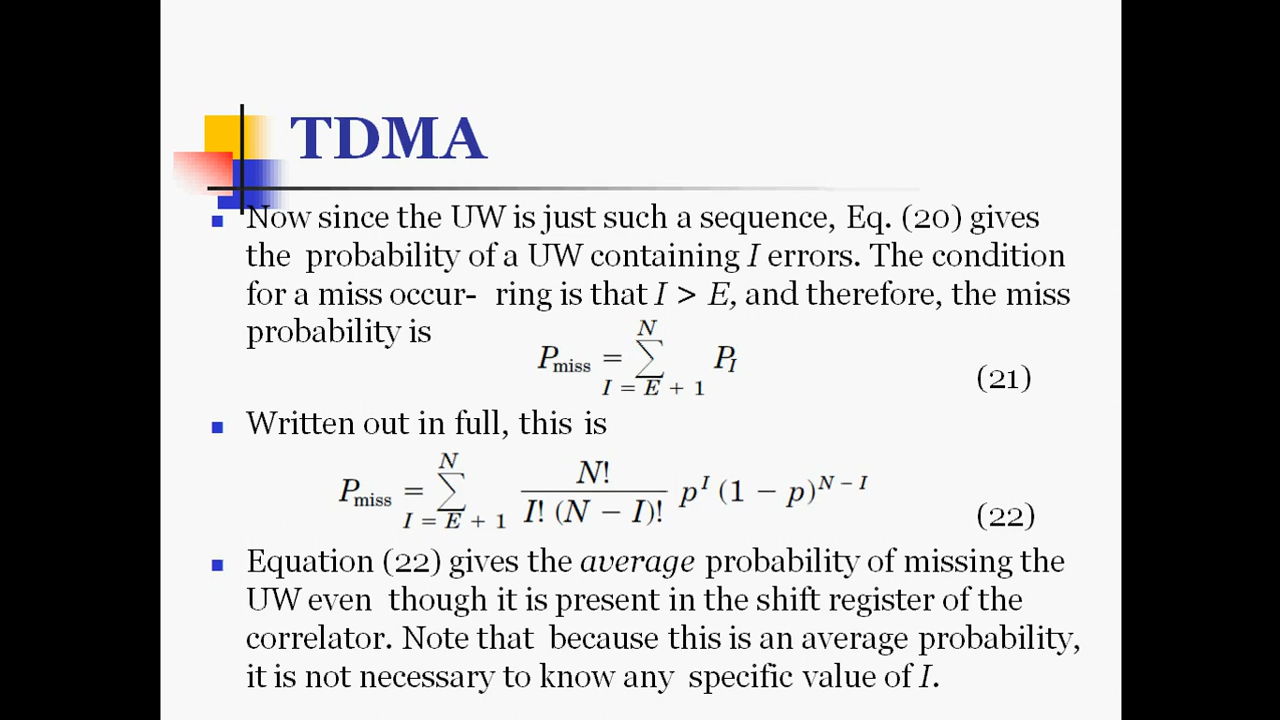 TDMA
Now since the UW is just such a sequence, Eq. (20) gives
the probability of a UW containing I errors. The condition
for a miss occur- ring is that I > E, and therefore, the miss
probability is
P_miss = \sum_{I = E + 1}^{N} P_I (21)
Written out in full, this is
P_miss = \sum_{I = E + 1}^{N} \frac{N!}{I! (N - I)!} p^I (1 - p)^{N - I} (22)
Equation (22) gives the average probability of missing the
UW even though it is present in the shift register of the
correlator. Note that because this is an average probability,
it is not necessary to know any specific value of I.